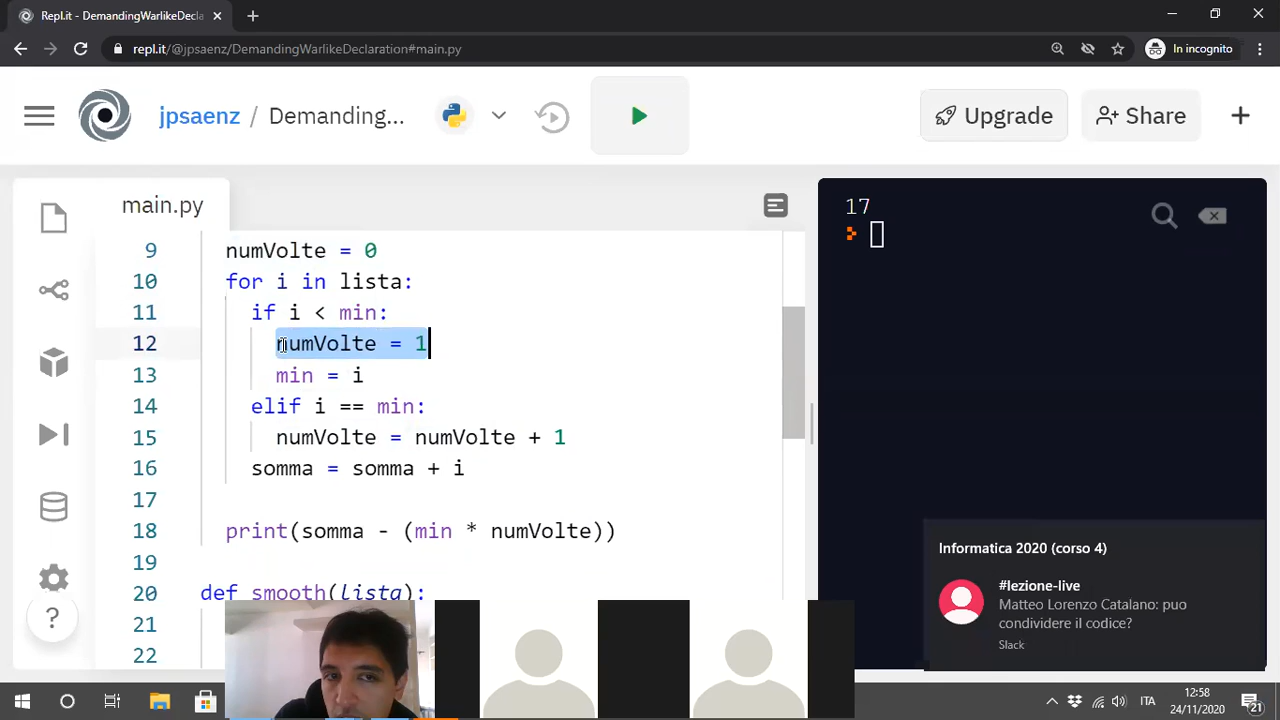 Repl.it - DemandingWarlikeDecla
repl.it/@jpsaenz/DemandingWarlikeDeclaration#main.py
In incognito
jpsaenz / Demanding...
Upgrade
Share
main.py
9 numVolte = 0
10 for i in lista:
11 if i < min:
12 numVolte = 1
13 min = i
14 elif i == min:
15 numVolte = numVolte + 1
16 somma = somma + i
17
18 print(somma - (min * numVolte))
19
20 def smooth(lista):
21
22
17
?
Informatica 2020 (corso 4)
#lezione-live
Matteo Lorenzo Catalano: puo
condividere il codice?
Slack
ITA
12:58
24/11/2020
21